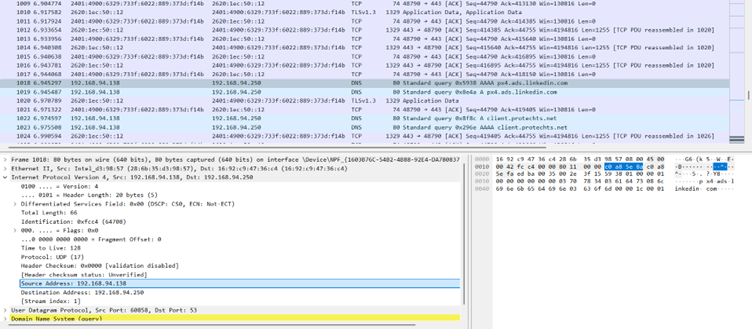 1009 6.904774 2401:4900:6329:733f:6022:889:373d:f14b 2620:1ec:50::12 TCP 74 48790 → 443 [ACK] Seq=44790 Ack=413130 Win=130816 Len=0
1010 6.917582 2620:1ec:50::12 2401:4900:6329:733f:6022:889:373d:f14b TLSv1.3 1329 Application Data, Application Data
1011 6.917924 2401:4900:6329:733f:6022:889:373d:f14b 2620:1ec:50::12 TCP 74 48790 → 443 [ACK] Seq=44790 Ack=414385 Win=130816 Len=0
1012 6.933654 2620:1ec:50::12 2401:4900:6329:733f:6022:889:373d:f14b TCP 1329 443 → 48790 [ACK] Seq=414385 Ack=44755 Win=4194816 Len=1255 [TCP PDU reassembled in 1020]
1013 6.933956 2401:4900:6329:733f:6022:889:373d:f14b 2620:1ec:50::12 TCP 74 48790 → 443 [ACK] Seq=44790 Ack=415640 Win=130816 Len=0
1014 6.940308 2620:1ec:50::12 2401:4900:6329:733f:6022:889:373d:f14b TCP 1329 443 → 48790 [ACK] Seq=415640 Ack=44755 Win=4194816 Len=1255 [TCP PDU reassembled in 1020]
1015 6.940638 2401:4900:6329:733f:6022:889:373d:f14b 2620:1ec:50::12 TCP 74 48790 → 443 [ACK] Seq=44790 Ack=416895 Win=130816 Len=0
1016 6.943781 2620:1ec:50::12 2401:4900:6329:733f:6022:889:373d:f14b TCP 1329 443 → 48790 [ACK] Seq=416895 Ack=44755 Win=4194816 Len=1255 [TCP PDU reassembled in 1020]
1017 6.944068 2401:4900:6329:733f:6022:889:373d:f14b 2620:1ec:50::12 TCP 74 48790 → 443 [ACK] Seq=44790 Ack=418150 Win=130816 Len=0
1018 6.945297 192.168.94.138 192.168.94.250 DNS 80 Standard query 0x5938 AAAA px4.ads.linkedin.com
1019 6.945487 192.168.94.138 192.168.94.250 DNS 80 Standard query 0x8e4a A px4.ads.linkedin.com
1020 6.970789 2620:1ec:50::12 2401:4900:6329:733f:6022:889:373d:f14b TLSv1.3 1329 Application Data
1021 6.971322 2401:4900:6329:733f:6022:889:373d:f14b 2620:1ec:50::12 TCP 74 48790 → 443 [ACK] Seq=44790 Ack=419405 Win=130816 Len=0
1022 6.974597 192.168.94.138 192.168.94.250 DNS 80 Standard query 0x8f8c A client.protechts.net
1023 6.975508 192.168.94.138 192.168.94.250 DNS 80 Standard query 0x296e AAAA client.protechts.net
1024 6.990594 2620:1ec:50::12 2401:4900:6329:733f:6022:889:373d:f14b TCP 1329 443 → 48790 [ACK] Seq=419405 Ack=44790 Win=4194816 Len=1255 [TCP PDU reassembled in
Frame 1018: 80 bytes on wire (640 bits), 80 bytes captured (640 bits) on interface \Device\NPF_{1603B76C-54B2-4B88-92E4-DA780837
Ethernet II, Src: Intel_d3:98:57 (28:6b:35:d3:98:57), Dst: 16:92:c9:47:36:c4 (16:92:c9:47:36:c4)
Internet Protocol Version 4, Src: 192.168.94.138, Dst: 192.168.94.250
0100 .... = Version: 4
.... 0101 = Header Length: 20 bytes (5)
Differentiated Services Field: 0x00 (DSCP: CS0, ECN: Not-ECT)
Total Length: 66
Identification: 0xfcc4 (64708)
000. .... = Flags: 0x0
...0 0000 0000 0000 = Fragment Offset: 0
Time to Live: 128
Protocol: UDP (17)
Header Checksum: 0x0000 [validation disabled]
[Header checksum status: Unverified]
Source Address: 192.168.94.138
Destination Address: 192.168.94.250
[Stream index: 1]
User Datagram Protocol, Src Port: 60858, Dst Port: 53
Domain Name System (query)
0000 16 92 c9 47 36 c4 28 6b 35 d3 98 57 08 00 45 00
0010 00 42 fc c4 00 00 80 11 00 00 c0 a8 5e 8a c0 a8
0020 5e fa ed ba 00 35 00 2e 3f 15 59 38 01 00 00 01
0030 00 00 00 00 00 00 03 70 78 34 03 61 64 73 08 6c
0040 69 6e 6b 65 64 69 6e 03 63 6f 6d 00 00 1c 00 01